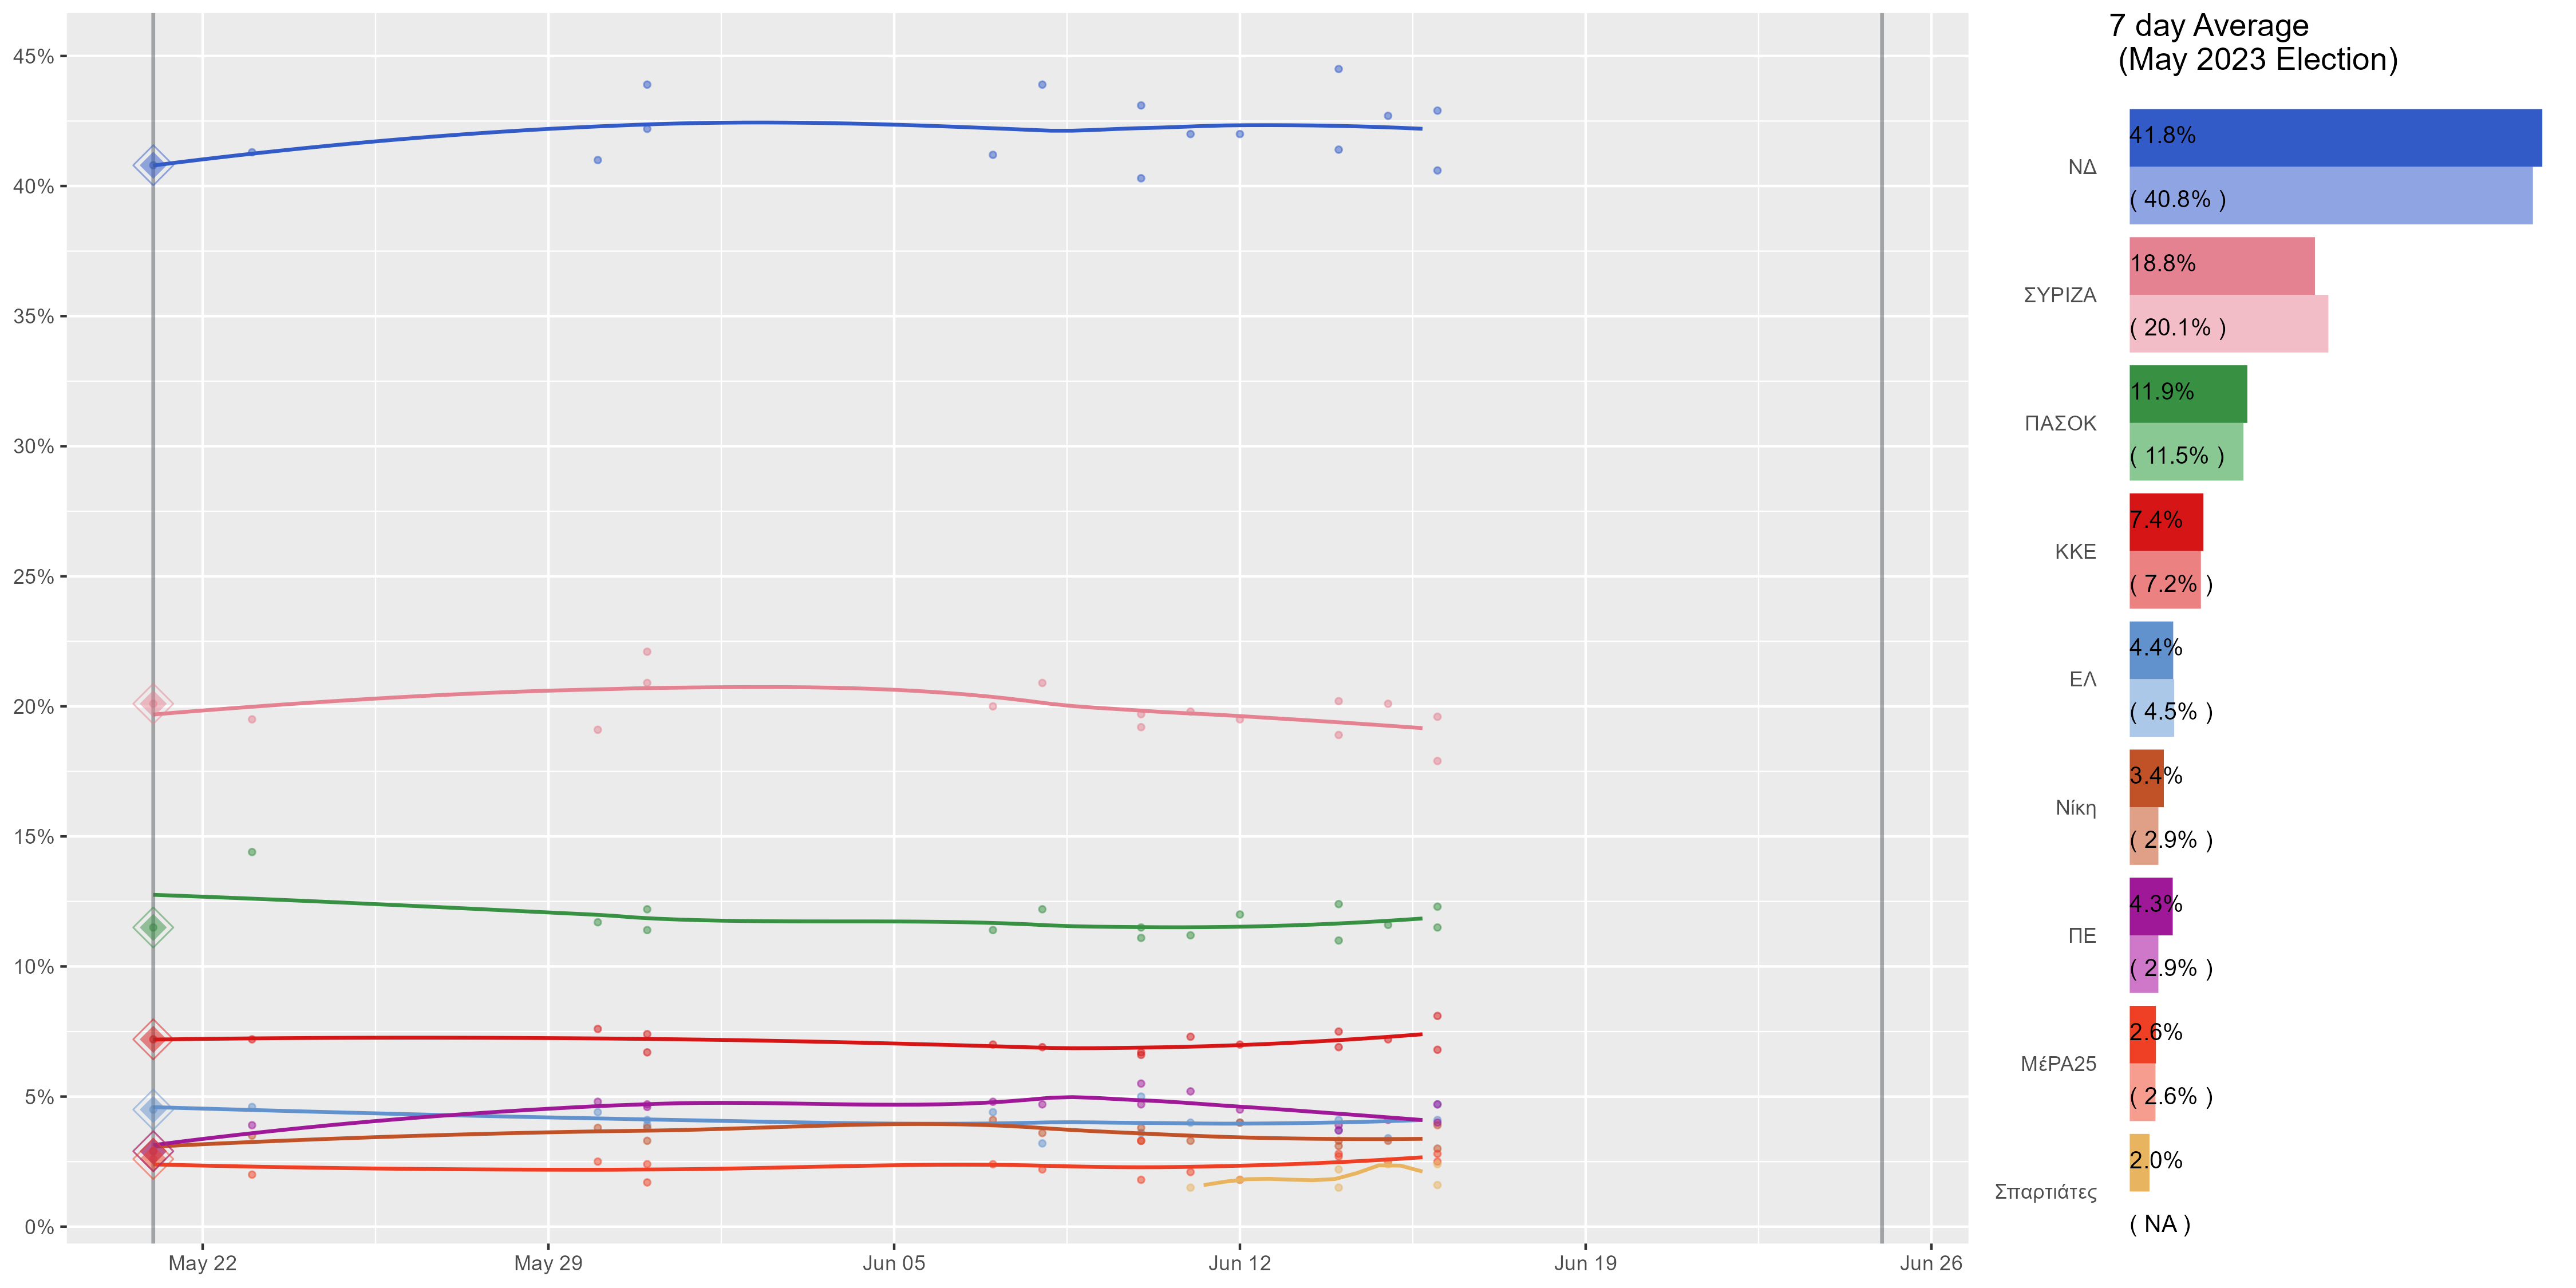 45%
40%
35%
30%
25%
20%
15%
10%
5%
0%
May 22
May 29
Jun 05
Jun 12
Jun 19
Jun 26
7 day Average
(May 2023 Election)
ΝΔ
41.8%
( 40.8% )
ΣΥΡΙΖΑ
18.8%
( 20.1% )
ΠΑΣΟΚ
11.9%
( 11.5% )
ΚΚΕ
7.4%
( 7.2% )
ΕΛ
4.4%
( 4.5% )
Νίκη
3.4%
( 2.9% )
ΠΕ
4.3%
( 2.9% )
ΜέΡΑ25
2.6%
( 2.6% )
Σπαρτιάτες
2.0%
( NA )